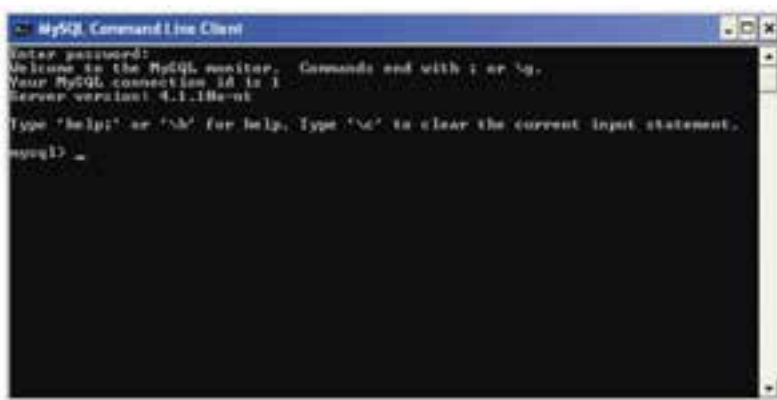 MySQL Command Line Client
Enter password:
Welcome to the MySQL monitor. Commands end with ; or \g.
Your MySQL connection id is 1
Server version: 4.1.18-nt
Type 'help;' or '\h' for help. Type '\c' to clear the current input statement.
mysql> _